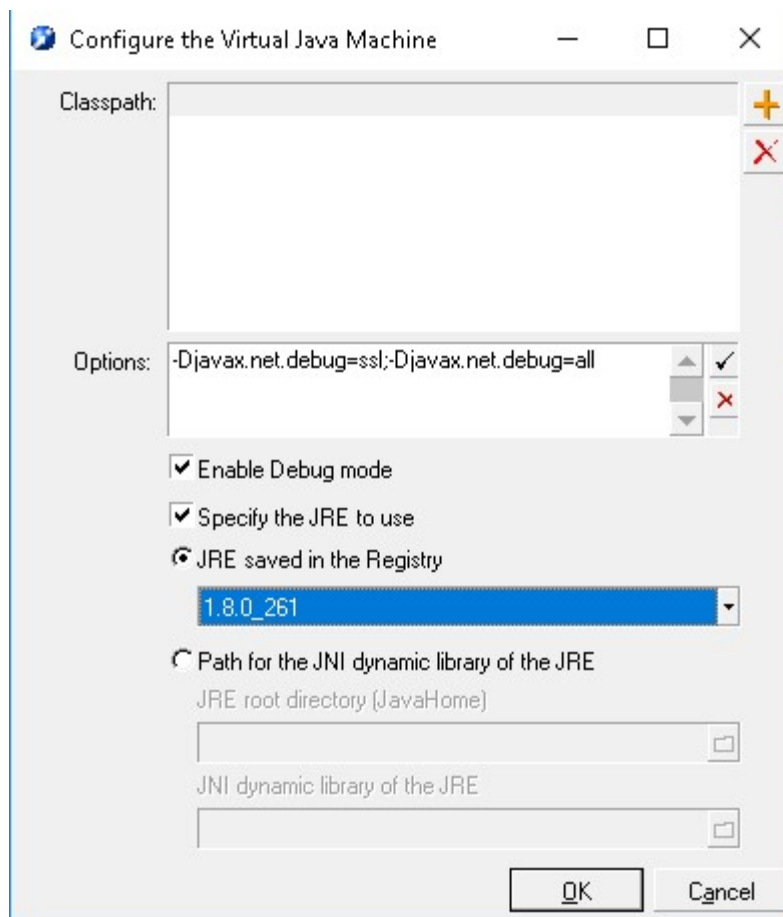 Configure the Virtual Java Machine
Classpath:
Options:
-Djavax.net.debug=ssl;-Djavax.net.debug=all
Enable Debug mode
Specify the JRE to use
JRE saved in the Registry
1.8.0_261
Path for the JNI dynamic library of the JRE
JRE root directory (JavaHome)
JNI dynamic library of the JRE
OK
Cancel